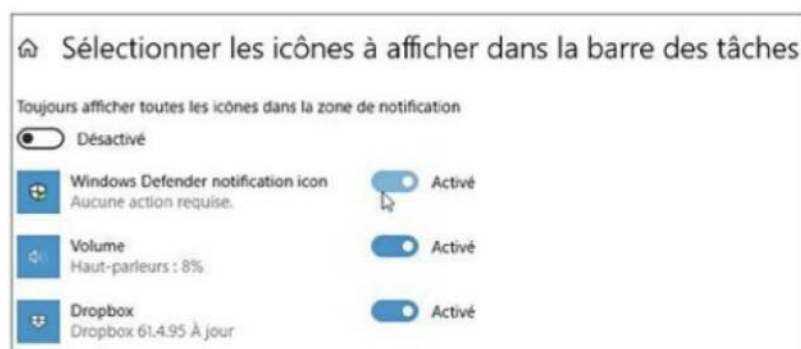 Sélectionner les icônes à afficher dans la barre des tâches
Toujours afficher toutes les icônes dans la zone de notification
Désactivé
Windows Defender notification icon
Activé
Aucune action requise.
Volume
Activé
Haut-parleurs : 8%
Dropbox
Activé
Dropbox 61.4.95 À jour